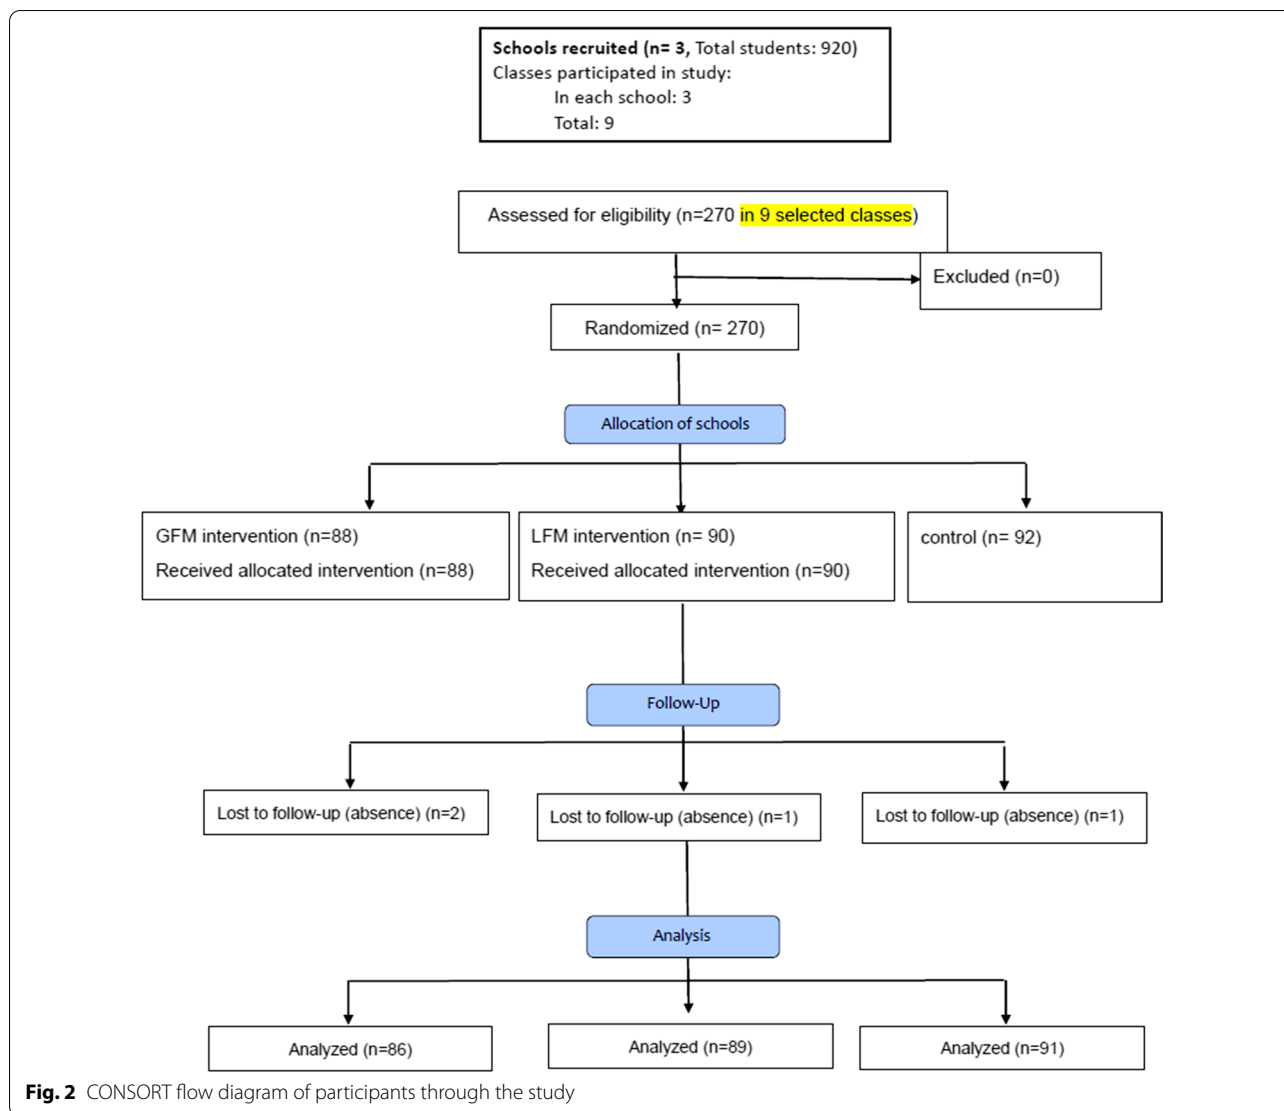 Schools recruited (n= 3, Total students: 920)
Classes participated in study:
In each school: 3
Total: 9
Assessed for eligibility (n=270 in 9 selected classes)
Excluded (n=0)
Randomized (n= 270)
Allocation of schools
GFM intervention (n=88)
Received allocated intervention (n=88)
LFM intervention (n= 90)
Received allocated intervention (n=90)
control (n= 92)
Follow-Up
Lost to follow-up (absence) (n=2)
Lost to follow-up (absence) (n=1)
Lost to follow-up (absence) (n=1)
Analysis
Analyzed (n=86)
Analyzed (n=89)
Analyzed (n=91)
Fig. 2 CONSORT flow diagram of participants through the study